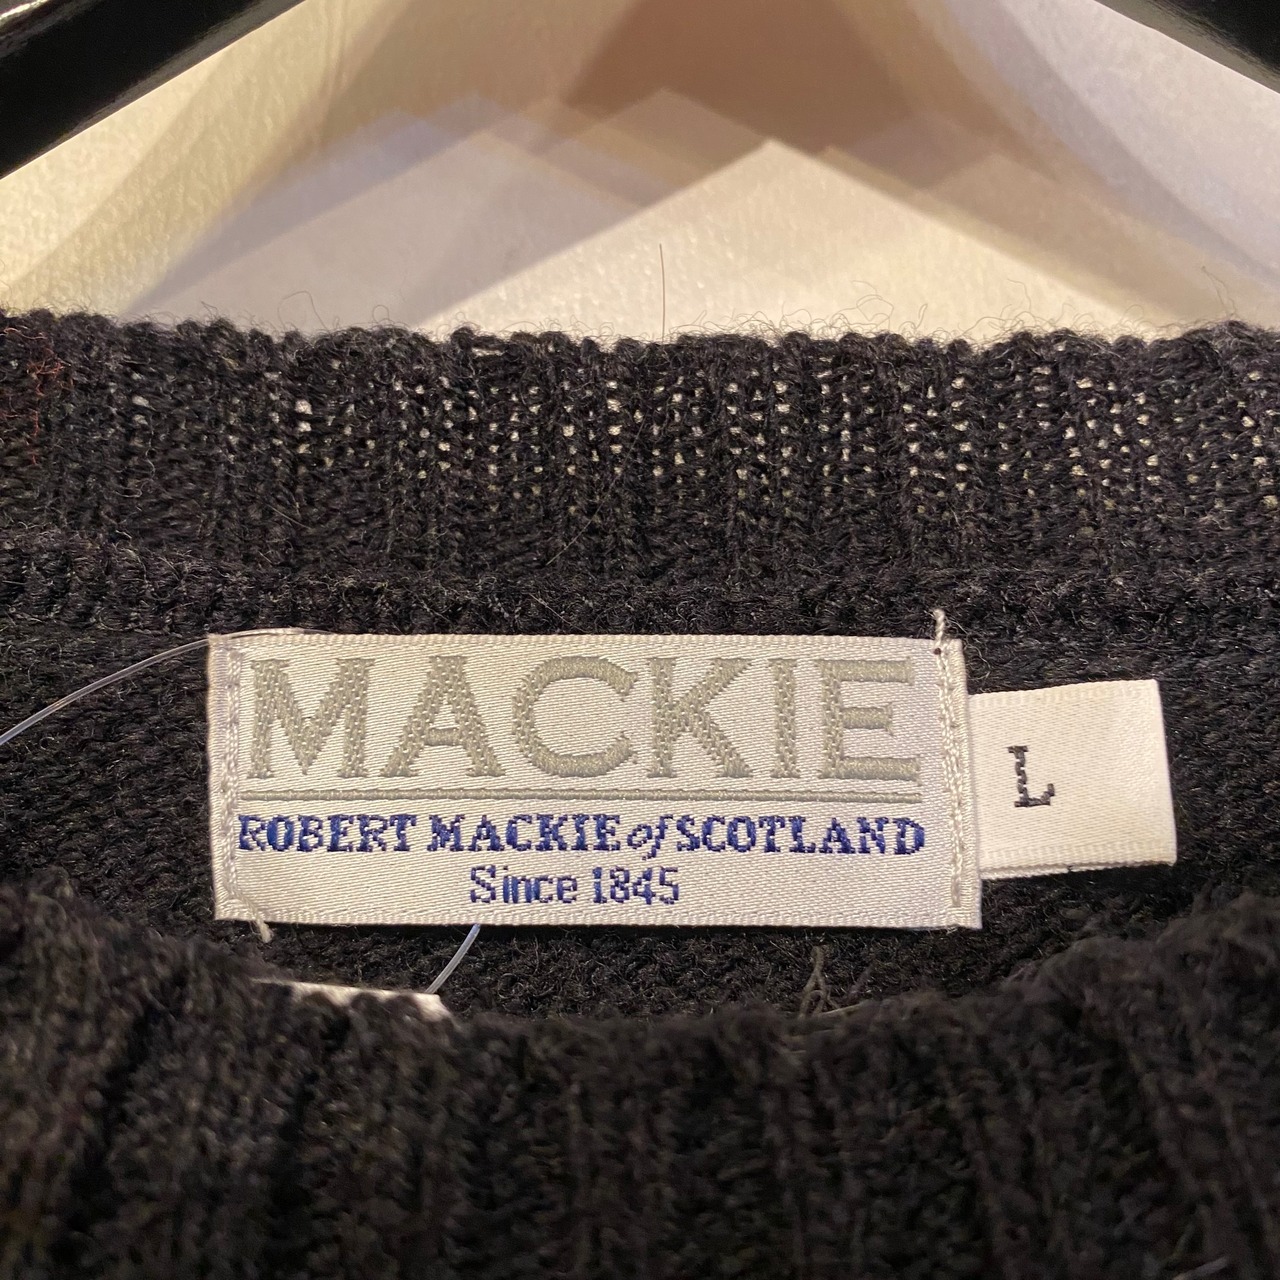 MACKIE
ROBERT MACKIE of SCOTLAND
Since 1845
L